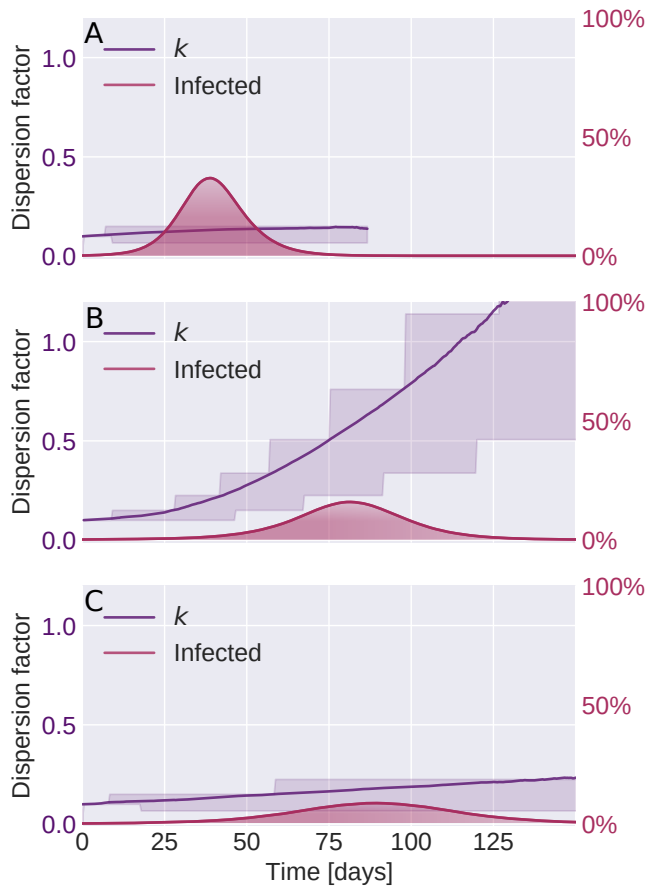 A
k
Infected
Dispersion factor
1.0
0.5
0.0
100%
50%
0%
B
k
Infected
Dispersion factor
1.0
0.5
0.0
100%
50%
0%
C
k
Infected
Dispersion factor
1.0
0.5
0.0
100%
50%
0%
0 25 50 75 100 125
Time [days]